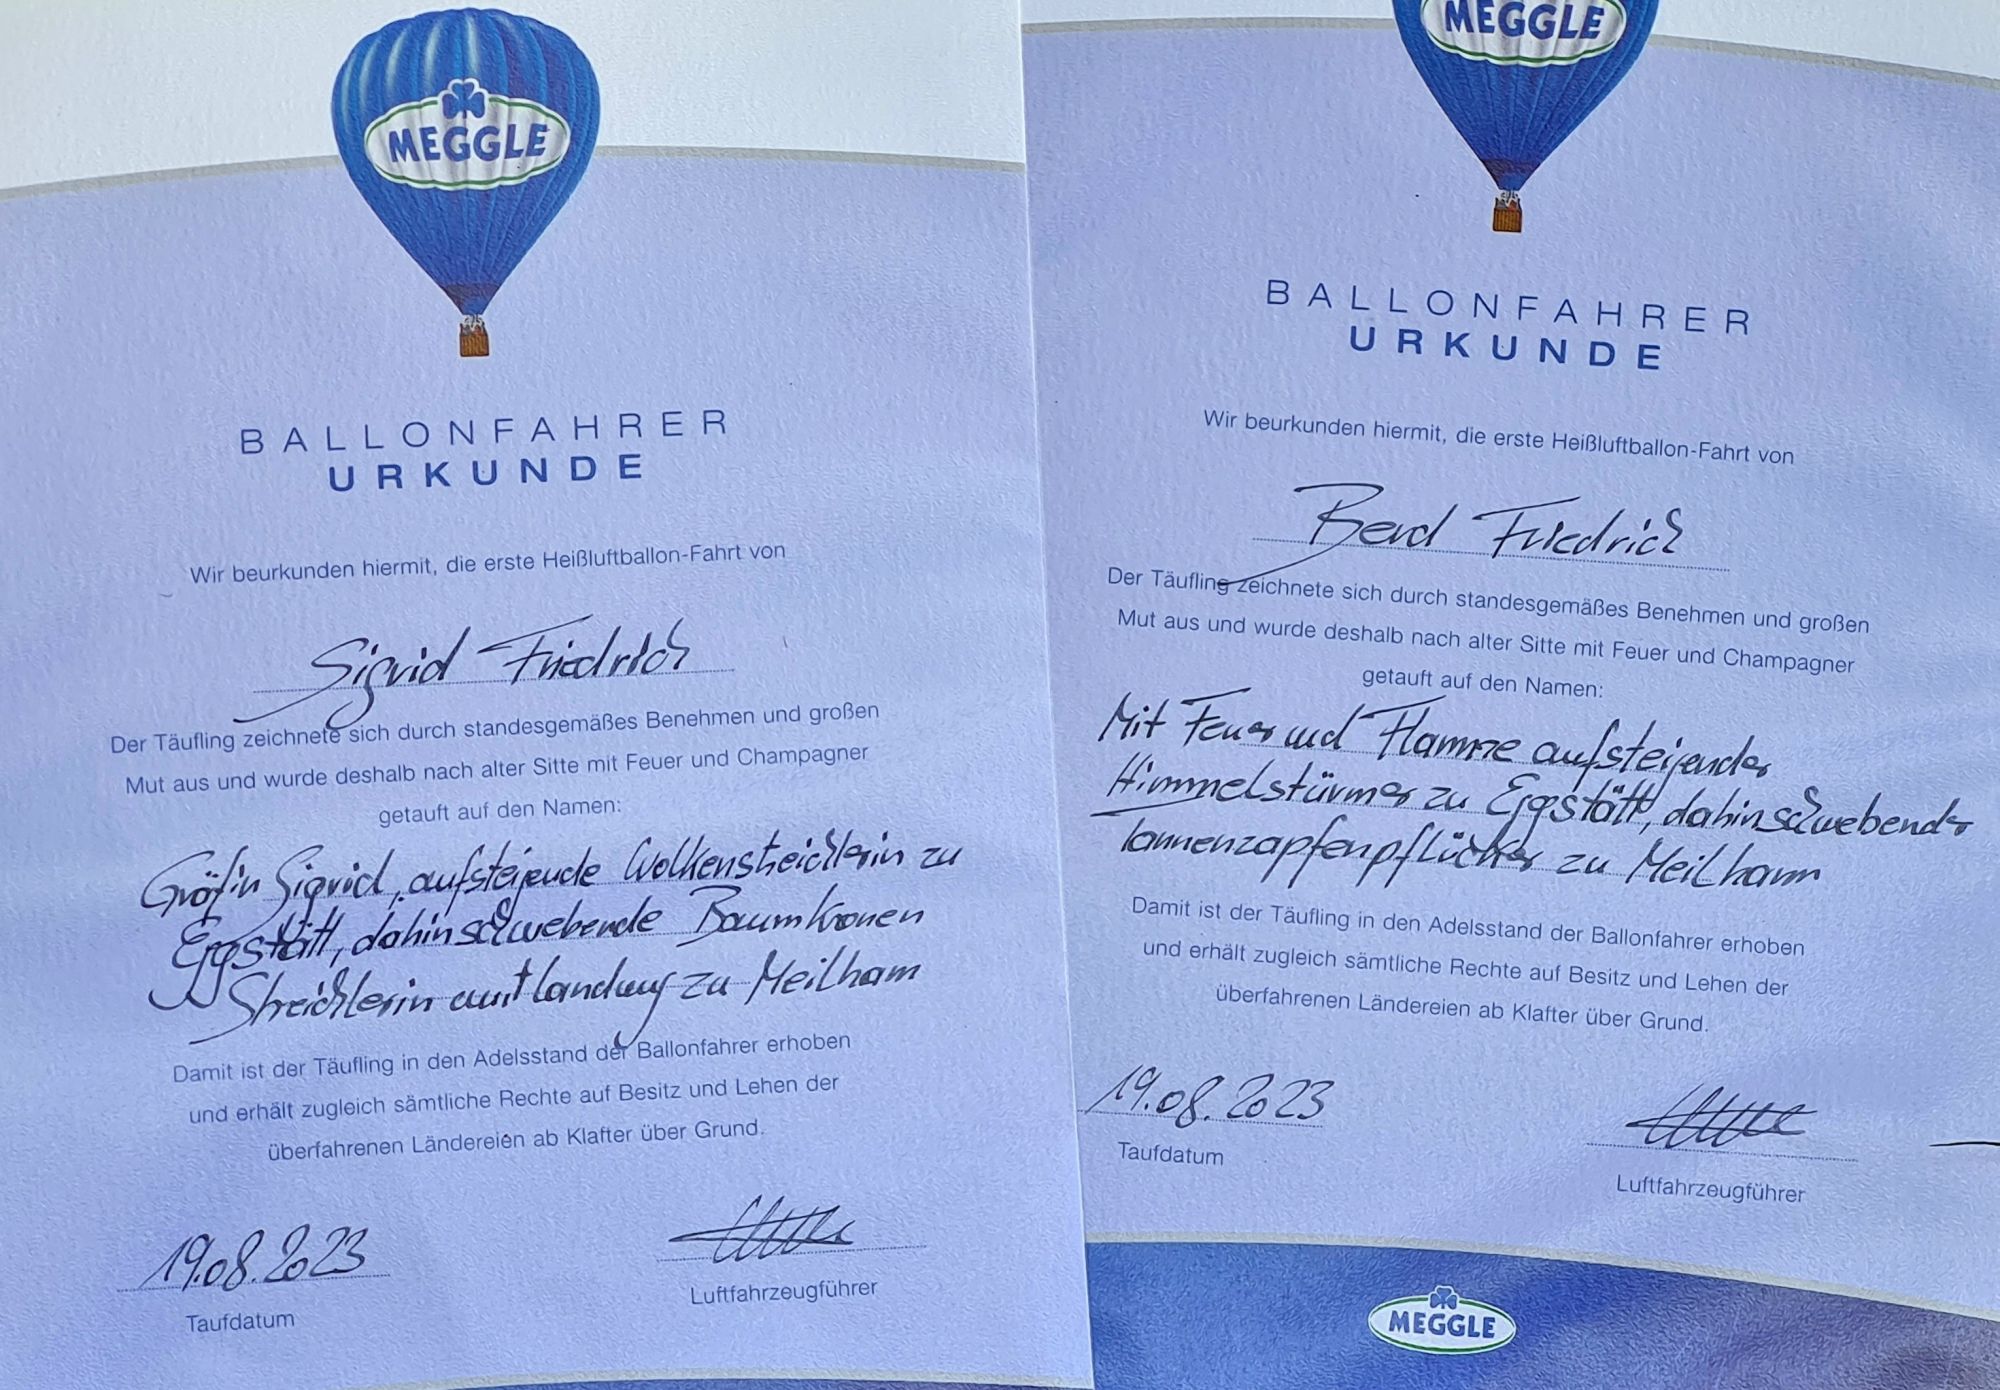 MEGGLE
BALLONFAHRER
URKUNDE
Wir beurkunden hiermit, die erste Heißluftballon-Fahrt von
Sigrid Friedrich
Der Täufling zeichnete sich durch standesgemäßes Benehmen und großen
Mut aus und wurde deshalb nach alter Sitte mit Feuer und Champagner
getauft auf den Namen:
Gräfin Sigrid, aufsteigende Wolkenstreichlerin zu
Eggstätt, dahinschwebende Baumkronen
Streichlerin mit landung zu Meilham
Damit ist der Täufling in den Adelsstand der Ballonfahrer erhoben
und erhält zugleich sämtliche Rechte auf Besitz und Lehen der
überfahrenen Ländereien ab Klafter über Grund.
19.08.2023
Taufdatum
Luftfahrzeugführer
MEGGLE
BALLONFAHRER
URKUNDE
Wir beurkunden hiermit, die erste Heißluftballon-Fahrt von
Bernd Friedrich
Der Täufling zeichnete sich durch standesgemäßes Benehmen und großen
Mut aus und wurde deshalb nach alter Sitte mit Feuer und Champagner
getauft auf den Namen:
Mit Feuer und Flamme aufsteigender
Himmelstürmer zu Eggstätt, dahinschwebender
Tannenzapfenpflücker zu Meilham
Damit ist der Täufling in den Adelsstand der Ballonfahrer erhoben
und erhält zugleich sämtliche Rechte auf Besitz und Lehen der
überfahrenen Ländereien ab Klafter über Grund.
19.08.2023
Taufdatum
Luftfahrzeugführer
MEGGLE